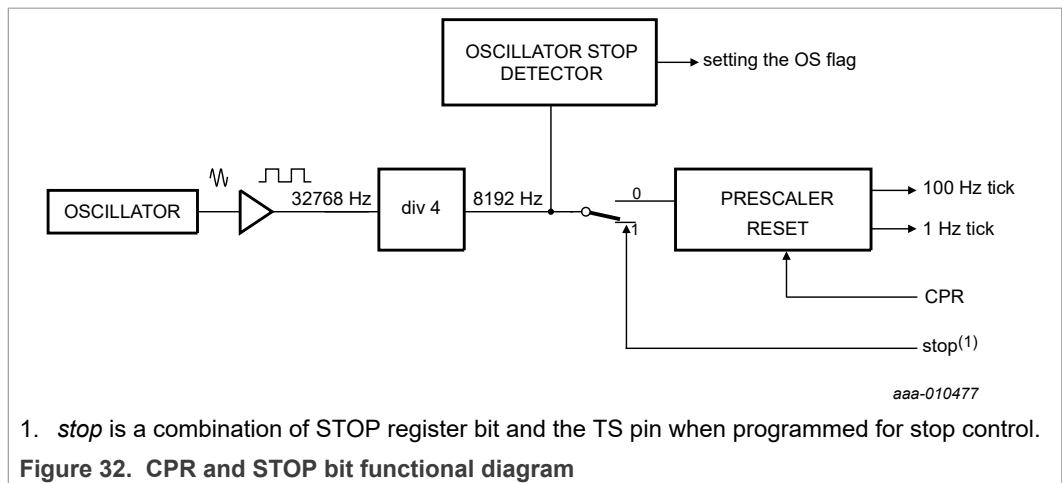 OSCILLATOR STOP
DETECTOR
setting the OS flag
OSCILLATOR
32768 Hz
div 4
8192 Hz
0
1
PRESCALER
RESET
100 Hz tick
1 Hz tick
CPR
stop(1)
aaa-010477
1. stop is a combination of STOP register bit and the TS pin when programmed for stop control.
Figure 32. CPR and STOP bit functional diagram